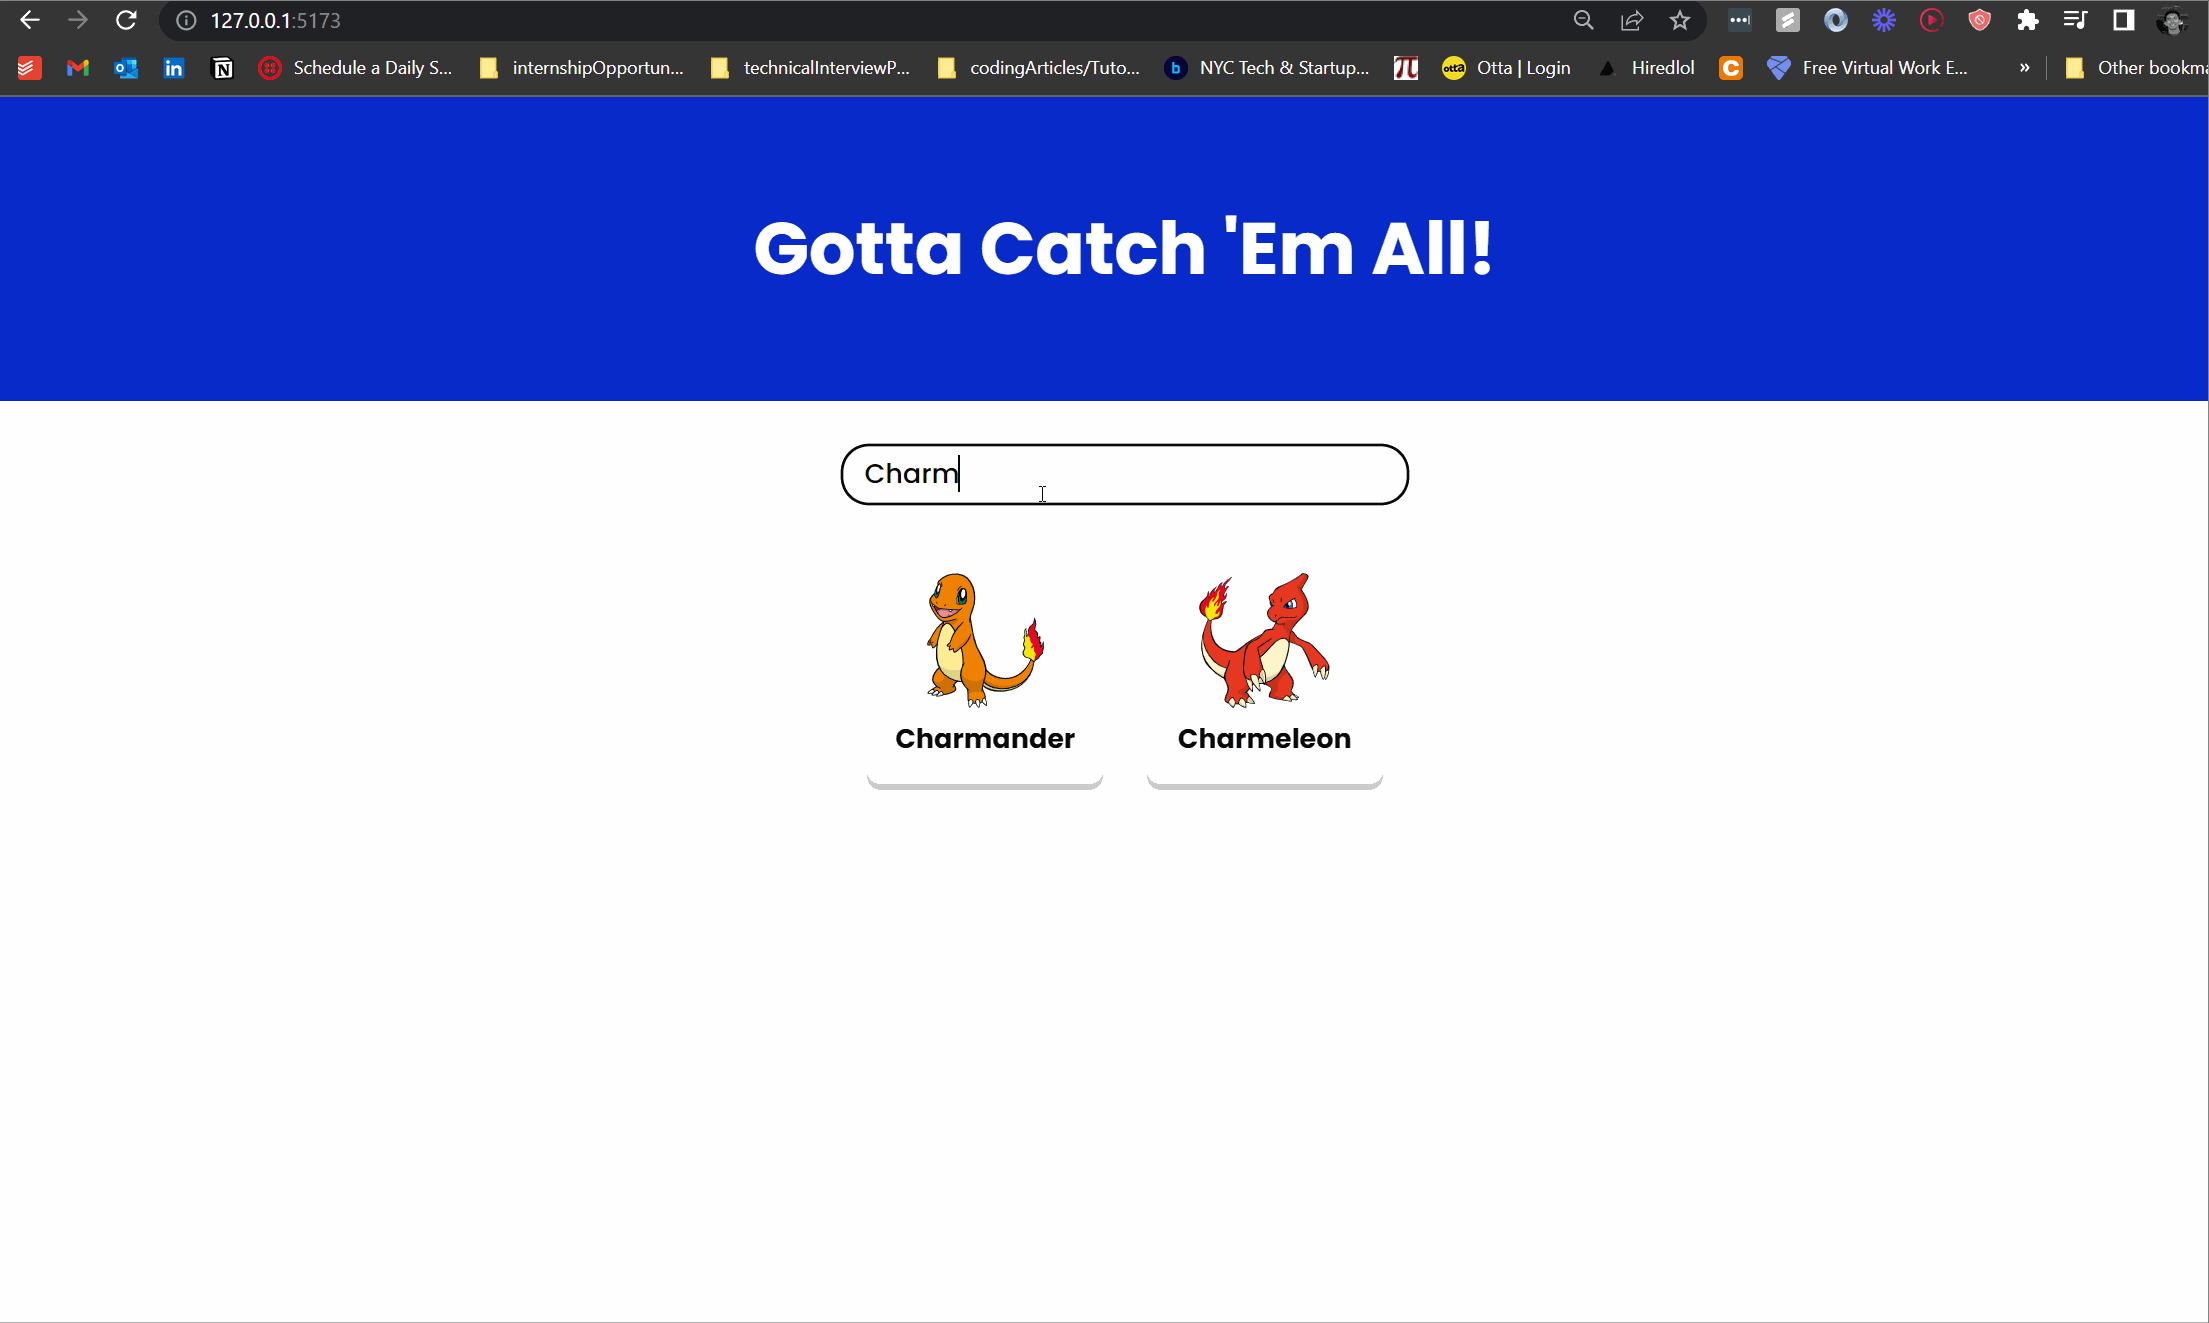 127.0.0.1:5173
Schedule a Daily S... internshipOpportun... technicalInterviewP... codingArticles/Tuto... b NYC Tech & Startup... otta Otta | Login Hiredlol C Free Virtual Work E... » Other bookma
Gotta Catch 'Em All!
Charm
Charmander Charmeleon